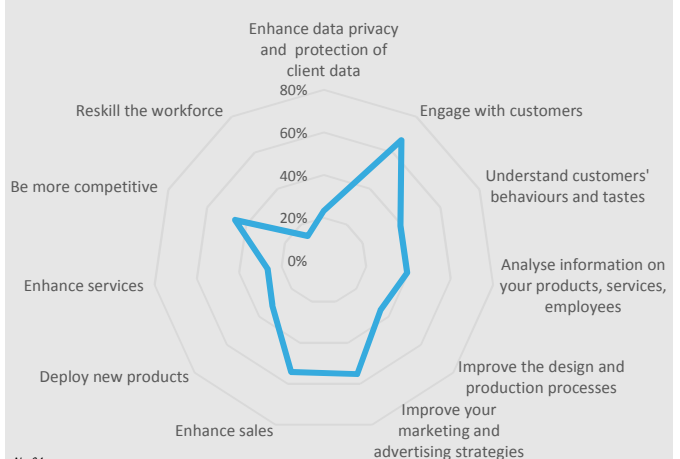 Enhance data privacy
and protection of
client data
80%
Reskill the workforce
Engage with customers
60%
Be more competitive
40%
Understand customers'
behaviours and tastes
20%
0%
Enhance services
Analyse information on
your products, services,
employees
Deploy new products
Improve the design and
production processes
Enhance sales
Improve your
marketing and
advertising strategies